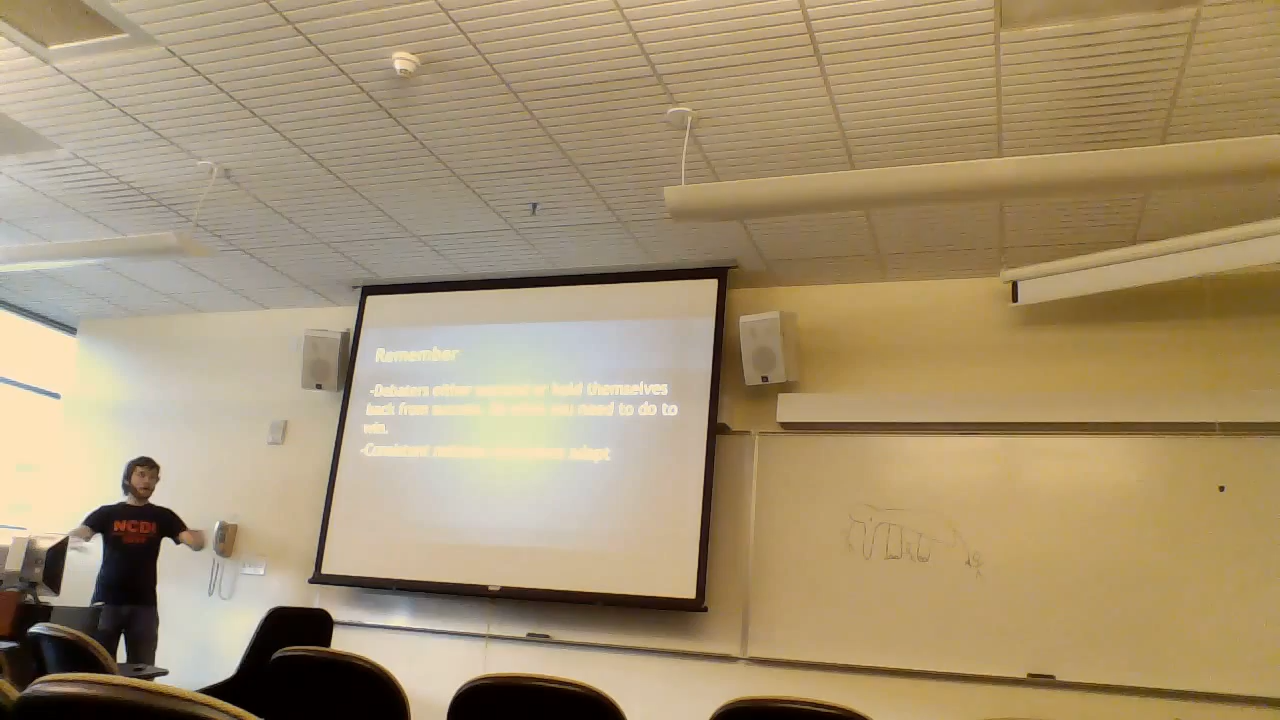 Remember
-Debaters either succeed or hold themselves
back from success. Do what you need to do to
win.
-Consistent adapt
NCDI